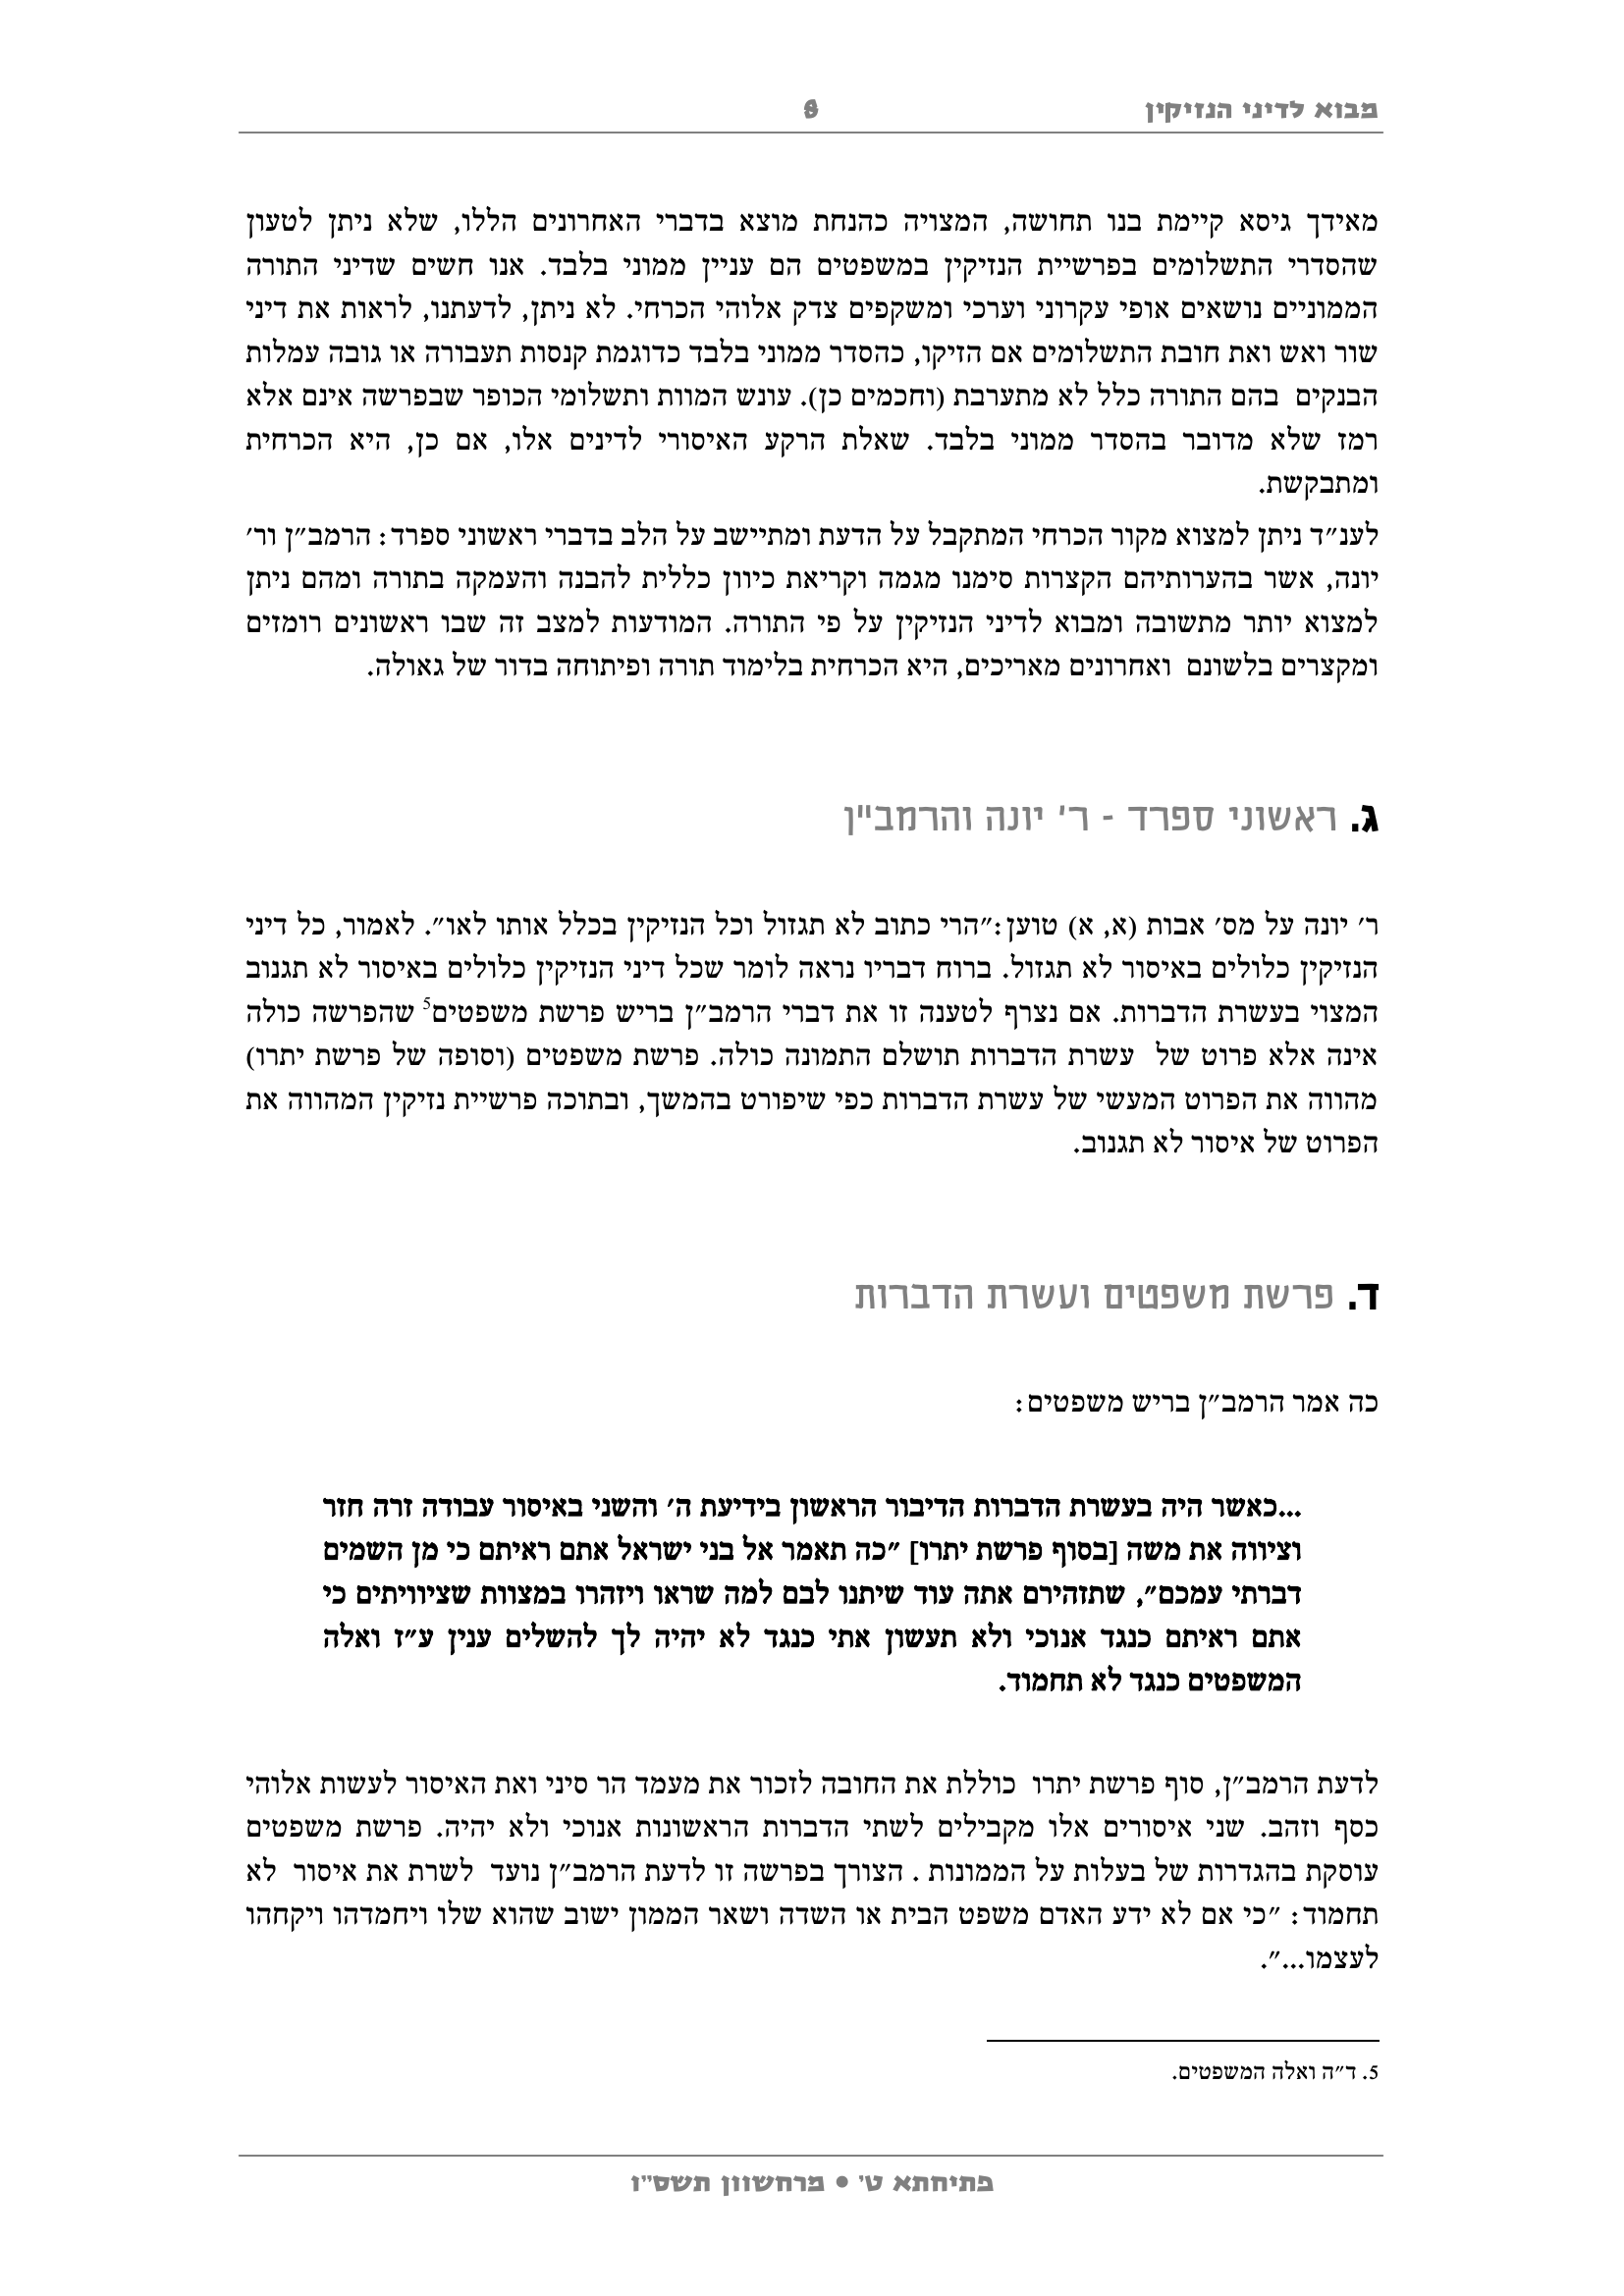 מבוא לדיני הנזיקין 8
מאידך גיסא קיימת בנו תחושה, המצויה כהנחת מוצא בדברי האחרונים הללו, שלא ניתן לטעון
שהסדרי התשלומים בפרשיית הנזיקין במשפטים הם עניין ממוני בלבד. אנו חשים שדיני התורה
הממוניים נושאים אופי עקרוני וערכי ומשקפים צדק אלוהי הכרחי. לא ניתן, לדעתנו, לראות את דיני
שור ואש ואת חובת התשלומים אם הזיקו, כהסדר ממוני בלבד כדוגמת קנסות תעבורה או גובה עמלות
הבנקים בהם התורה כלל לא מתערבת (וחכמים כן). עונש המוות ותשלומי הכופר שבפרשה אינם אלא
רמז שלא מדובר בהסדר ממוני בלבד. שאלת הרקע האיסורי לדינים אלו, אם כן, היא הכרחית
ומתבקשת.
לענ״ד ניתן למצוא מקור הכרחי המתקבל על הדעת ומתיישב על הלב בדברי ראשוני ספרד: הרמב״ן ור׳
יונה, אשר בהערותיהם הקצרות סימנו מגמה וקריאת כיוון כללית להבנה והעמקה בתורה ומהם ניתן
למצוא יותר מתשובה ומבוא לדיני הנזיקין על פי התורה. המודעות למצב זה שבו ראשונים רומזים
ומקצרים בלשונם ואחרונים מאריכים, היא הכרחית בלימוד תורה ופיתוחה בדור של גאולה.
ג. ראשוני ספרד - ר׳ יונה והרמב״ן
ר׳ יונה על מס׳ אבות (א, א) טוען:״הרי כתוב לא תגזול וכל הנזיקין בכלל אותו לאו״. לאמור, כל דיני
הנזיקין כלולים באיסור לא תגזול. ברוח דבריו נראה לומר שכל דיני הנזיקין כלולים באיסור לא תגנוב
המצוי בעשרת הדברות. אם נצרף לטענה זו את דברי הרמב״ן בריש פרשת משפטים5 שהפרשה כולה
אינה אלא פרוט של עשרת הדברות תושלם התמונה כולה. פרשת משפטים (וסופה של פרשת יתרו)
מהווה את הפרוט המעשי של עשרת הדברות כפי שיפורט בהמשך, ובתוכה פרשיית נזיקין המהווה את
הפרוט של איסור לא תגנוב.
ד. פרשת משפטים ועשרת הדברות
כה אמר הרמב״ן בריש משפטים:
...כאשר היה בעשרת הדברות הדיבור הראשון בידיעת ה׳ והשני באיסור עבודה זרה חזר
וציווה את משה [בסוף פרשת יתרו] ״כה תאמר אל בני ישראל אתם ראיתם כי מן השמים
דברתי עמכם״, שתזהירם אתה עוד שיתנו לבם למה שראו ויזהרו במצוות שציוויתים כי
אתם ראיתם כנגד אנוכי ולא תעשון אתי כנגד לא יהיה לך להשלים ענין ע״ז ואלה
המשפטים כנגד לא תחמוד.
לדעת הרמב״ן, סוף פרשת יתרו כוללת את החובה לזכור את מעמד הר סיני ואת האיסור לעשות אלוהי
כסף וזהב. שני איסורים אלו מקבילים לשתי הדברות הראשונות אנוכי ולא יהיה. פרשת משפטים
עוסקת בהגדרות של בעלות על הממונות . הצורך בפרשה זו לדעת הרמב״ן נועד לשרת את איסור לא
תחמוד: ״כי אם לא ידע האדם משפט הבית או השדה ושאר הממון ישוב שהוא שלו ויחמדהו ויקחהו
לעצמו...״.
5. ד״ה ואלה המשפטים.
פתיחתא ט׳ • מרחשוון תשס״ו